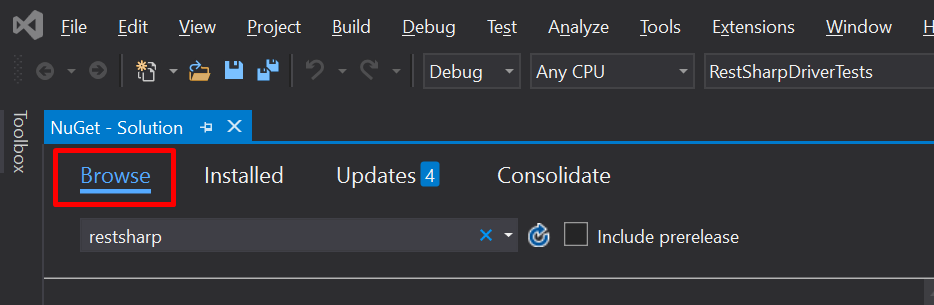 File Edit View Project Build Debug Test Analyze Tools Extensions Window H
Debug Any CPU RestSharpDriverTests
Toolbox
NuGet - Solution
Browse Installed Updates 4 Consolidate
restsharp Include prerelease